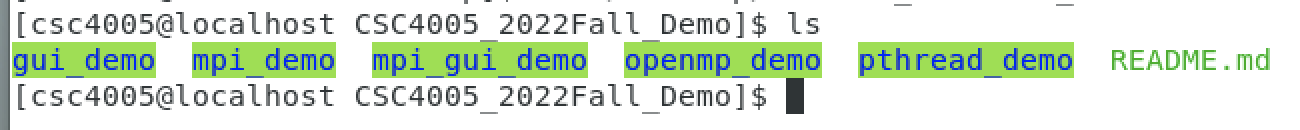 [csc4005@localhost CSC4005_2022Fall_Demo]$ ls
gui_demo mpi_demo mpi_gui_demo openmp_demo pthread_demo README.md
[csc4005@localhost CSC4005_2022Fall_Demo]$